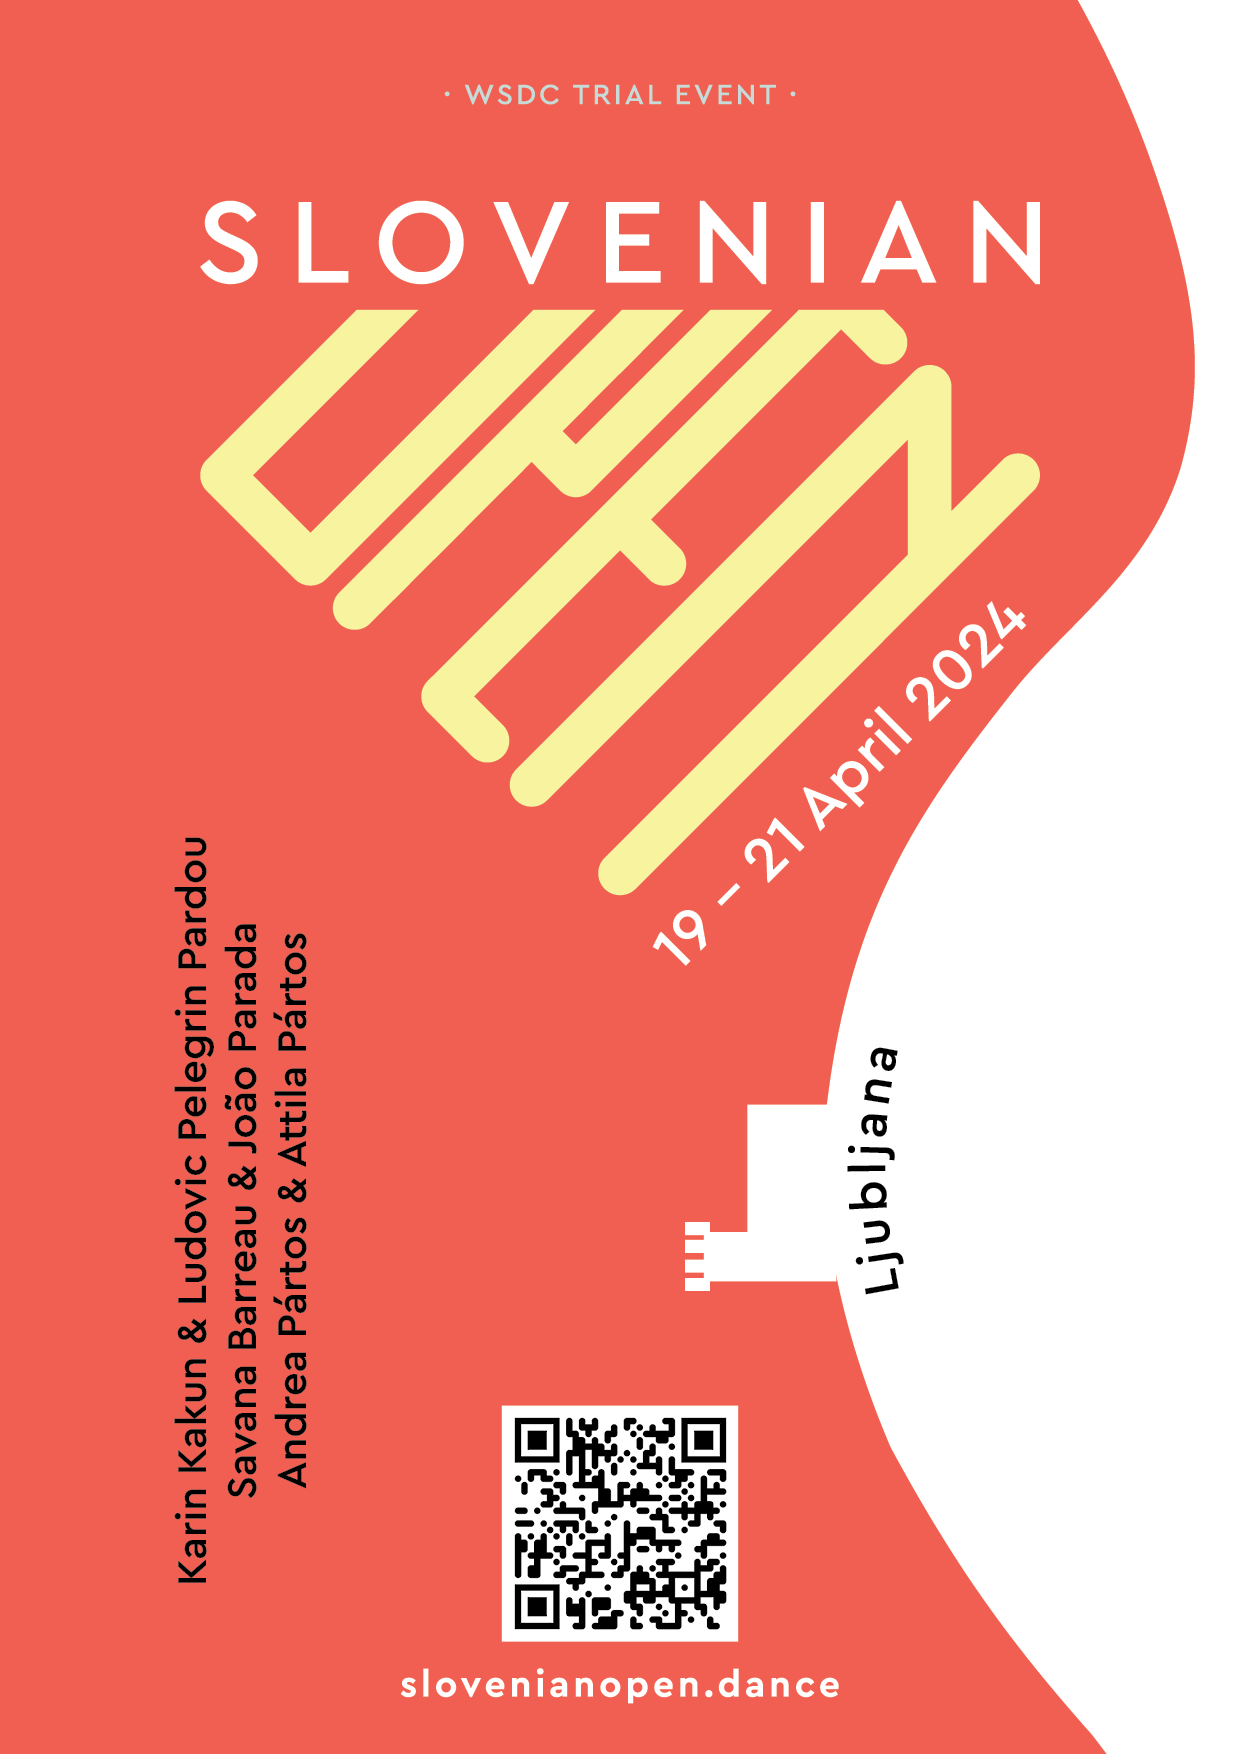 · WSDC TRIAL EVENT ·
SLOVENIAN
OPEN
19 – 21 April 2024
Karin Kakun & Ludovic Pelegrin Pardou
Savana Barreau & João Parada
Andrea Pártos & Attila Pártos
Ljubljana
slovenianopen.dance